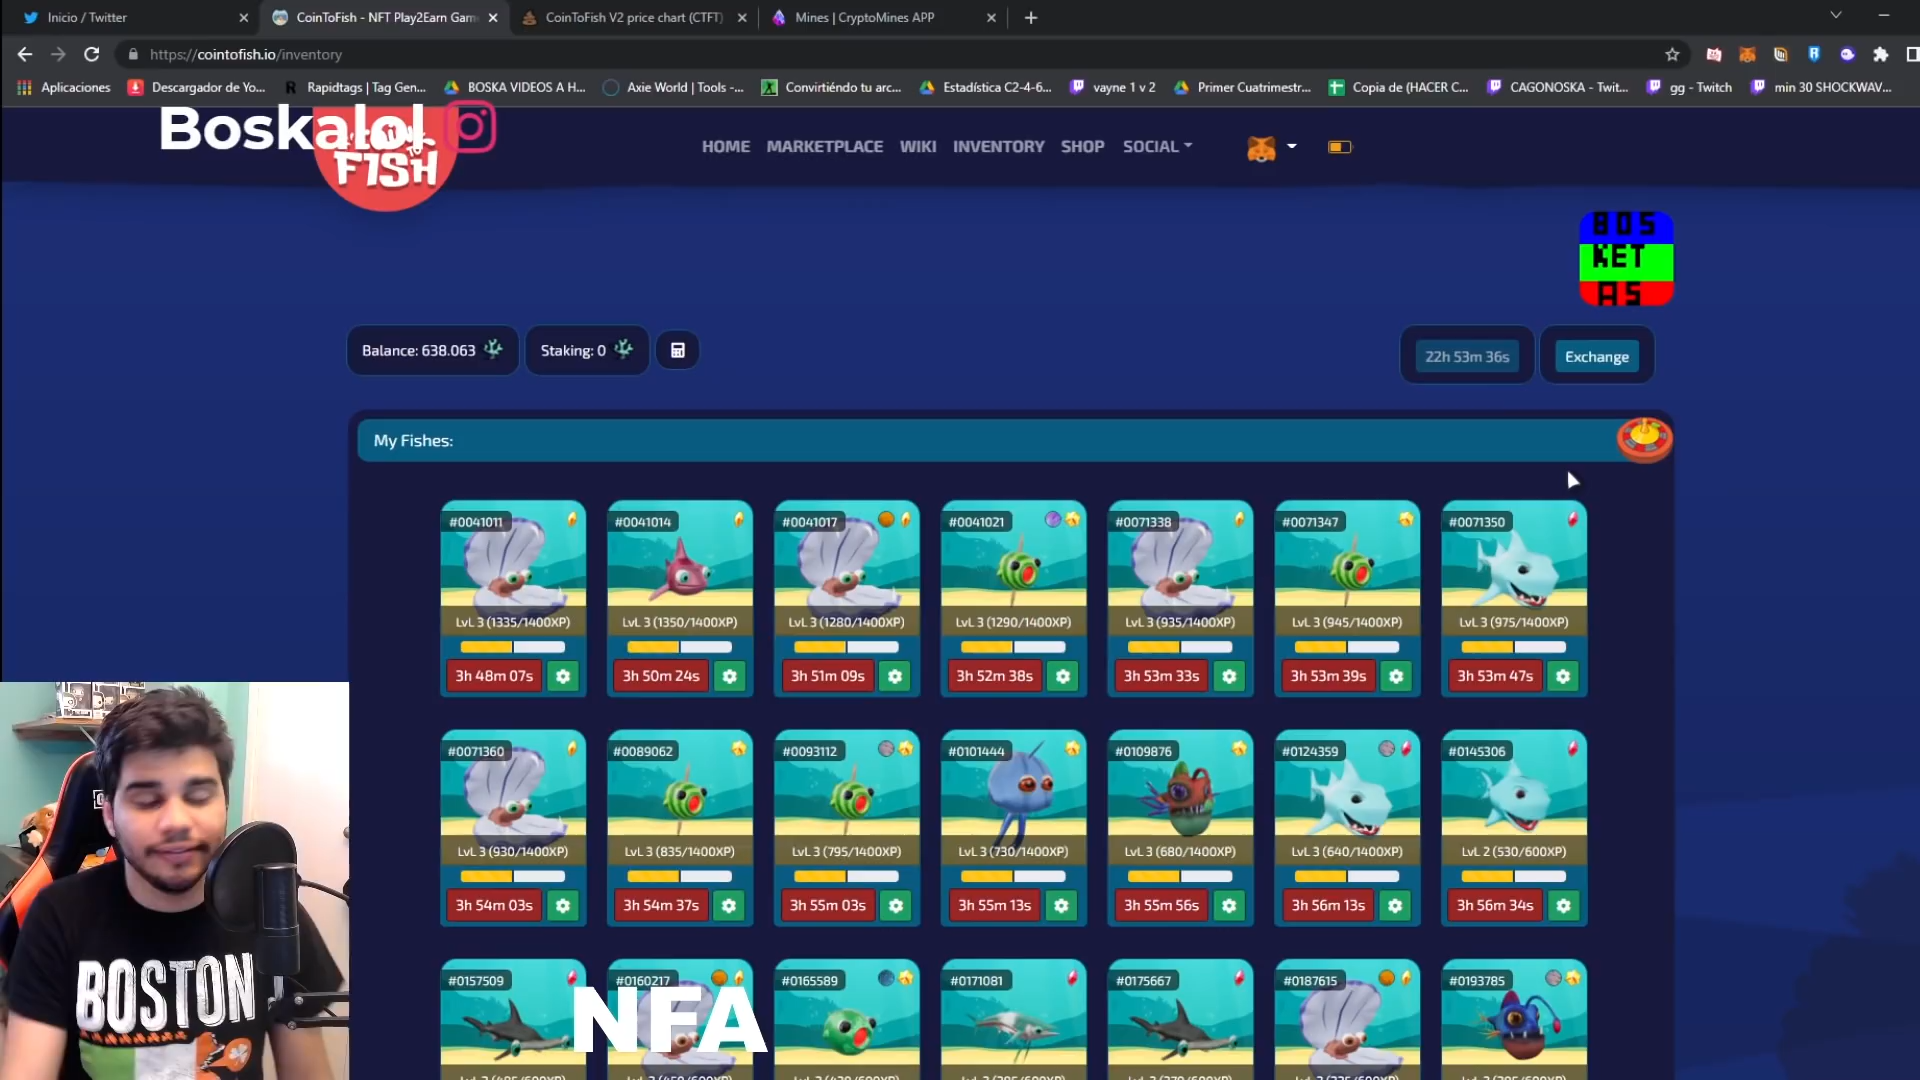 Inicio / Twitter
CoinToFish - NFT Play2Earn Gam
CoinToFish V2 price chart (CTFT)
Mines | CryptoMines APP
https://cointofish.io/inventory
Aplicaciones
Descargador de Yo...
Rapidtags | Tag Gen...
BOSKA VIDEOS A H...
Axie World | Tools -...
Convirtiéndo tu arc...
Estadística C2-4-6...
vayne 1 v 2
Primer Cuatrimestr...
Copia de (HACER C...
CAGONOSKA - Twit...
gg - Twitch
min 30 SHOCKWAV...
Boskalol
TO
FISH
HOME MARKETPLACE WIKI INVENTORY SHOP SOCIAL
BOS
KET
AS
Balance: 638.063
Staking: 0
22h 53m 36s
Exchange
My Fishes:
#0041011 #0041014 #0041017 #0041021 #0071338 #0071347 #0071350
LvL 3 (1335/1400XP) LvL 3 (1350/1400XP) LvL 3 (1280/1400XP) LvL 3 (1290/1400XP) LvL 3 (935/1400XP) LvL 3 (945/1400XP) LvL 3 (975/1400XP)
3h 48m 07s 3h 50m 24s 3h 51m 09s 3h 52m 38s 3h 53m 33s 3h 53m 39s 3h 53m 47s
#0071360 #0089062 #0093112 #0101444 #0109876 #0124359 #0145306
LvL 3 (930/1400XP) LvL 3 (835/1400XP) LvL 3 (795/1400XP) LvL 3 (730/1400XP) LvL 3 (680/1400XP) LvL 3 (640/1400XP) LvL 2 (530/600XP)
3h 54m 03s 3h 54m 37s 3h 55m 03s 3h 55m 13s 3h 55m 56s 3h 56m 13s 3h 56m 34s
#0157509 #0160217 #0165589 #0171081 #0175667 #0187615 #0193785
NFA
BOSTON